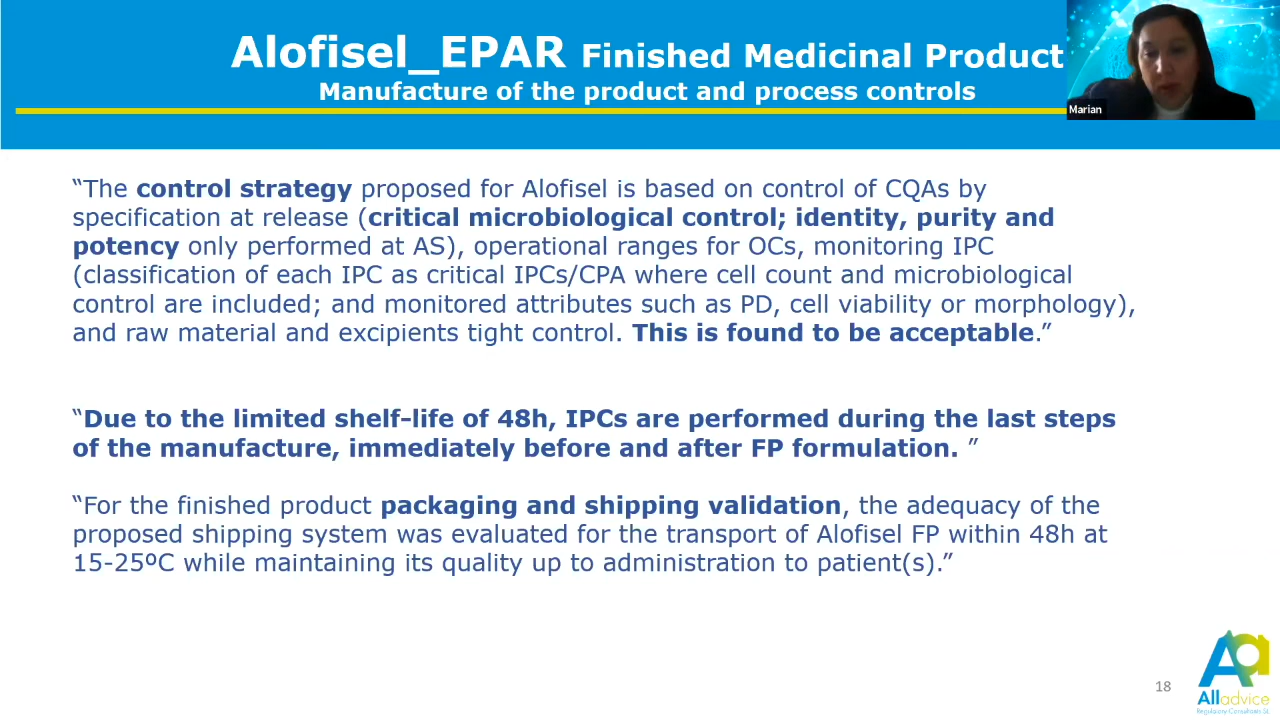 Alofisel_EPAR Finished Medicinal Product
Manufacture of the product and process controls
Marian
“The control strategy proposed for Alofisel is based on control of CQAs by
specification at release (critical microbiological control; identity, purity and
potency only performed at AS), operational ranges for OCs, monitoring IPC
(classification of each IPC as critical IPCs/CPA where cell count and microbiological
control are included; and monitored attributes such as PD, cell viability or morphology),
and raw material and excipients tight control. This is found to be acceptable.”
“Due to the limited shelf-life of 48h, IPCs are performed during the last steps
of the manufacture, immediately before and after FP formulation. ”
“For the finished product packaging and shipping validation, the adequacy of the
proposed shipping system was evaluated for the transport of Alofisel FP within 48h at
15-25ºC while maintaining its quality up to administration to patient(s).”
18
Alladvice
Regulatory Consultants SL